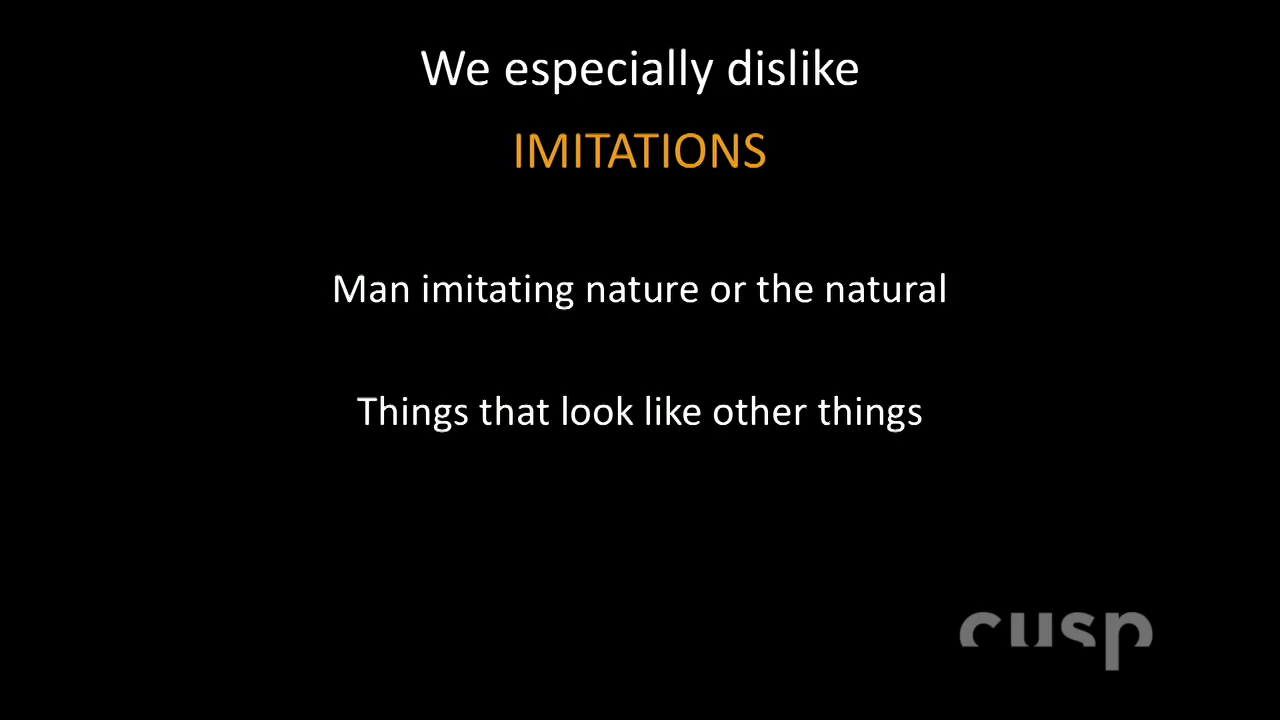 We especially dislike
IMITATIONS
Man imitating nature or the natural
Things that look like other things
cusp